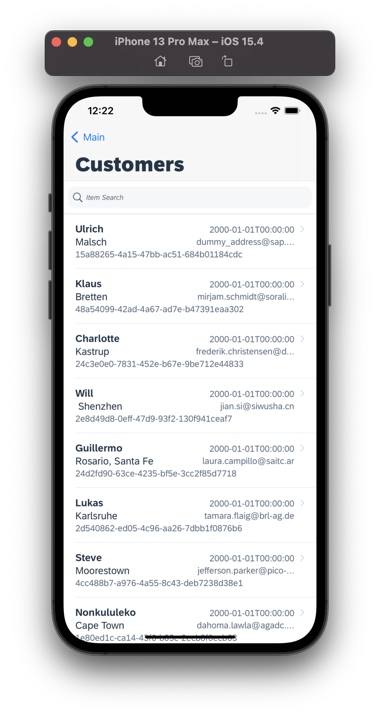 iPhone 13 Pro Max – iOS 15.4
12:22
Main
Customers
Item Search
Ulrich 2000-01-01T00:00:00
Malsch dummy_address@sap....
15a88265-4a15-47bb-ac51-684b01184cdc
Klaus 2000-01-01T00:00:00
Bretten mirjam.schmidt@sorali...
48a54099-42ad-4a67-ad7e-b47391eaa302
Charlotte 2000-01-01T00:00:00
Kastrup frederik.christensen@d...
24c3e0e0-7831-452e-b67e-9be712e44833
Will 2000-01-01T00:00:00
Shenzhen jian.si@siwusha.cn
2e8d49d8-0eff-47d9-93f2-130f941ceaf7
Guillermo 2000-01-01T00:00:00
Rosario, Santa Fe laura.campillo@saitc.ar
24d2fd90-63ce-4235-bf5e-3cc2f85d7718
Lukas 2000-01-01T00:00:00
Karlsruhe tamara.flaig@brl-ag.de
2d540862-ed05-4c96-aa26-7dbb1f0876b6
Steve 2000-01-01T00:00:00
Moorestown jefferson.parker@pico-...
4cc488b7-a976-4a55-8c43-deb7238d38e1
Nonkululeko 2000-01-01T00:00:00
Cape Town dahoma.lawla@agadc....